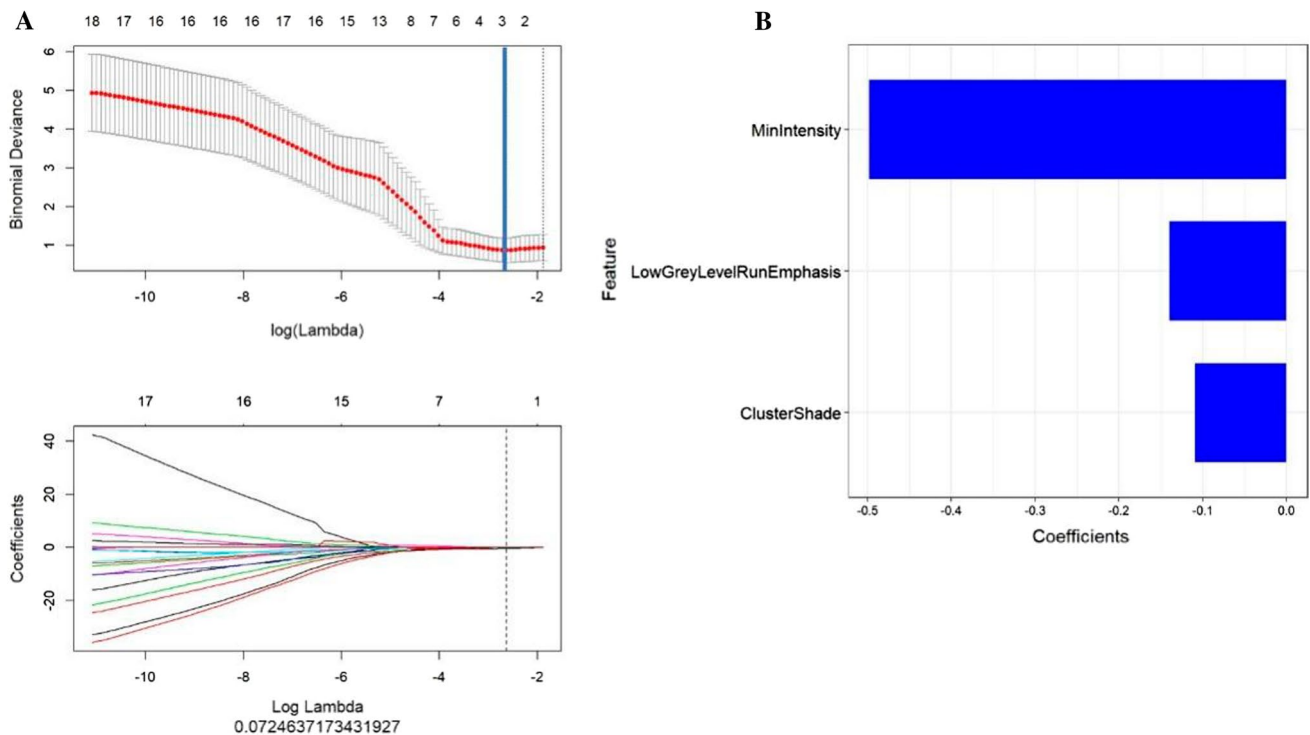 A
18 17 16 16 16 16 17 16 15 13 8 7 6 4 3 2
Binomial Deviance
6
5
4
3
2
1
-10 -8 -6 -4 -2
log(Lambda)
17 16 15 7 1
Coefficients
40
20
0
-20
-10 -8 -6 -4 -2
Log Lambda
0.0724637173431927
B
Feature
MinIntensity
LowGreyLevelRunEmphasis
ClusterShade
-0.5 -0.4 -0.3 -0.2 -0.1 0.0
Coefficients